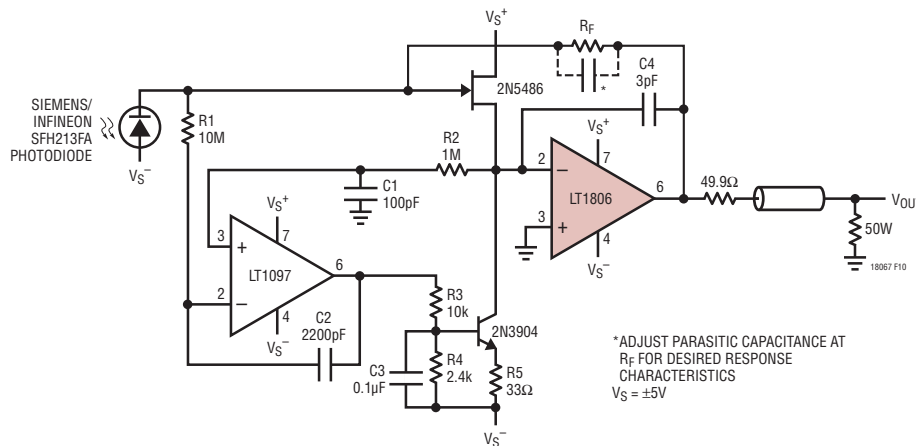 VS+
RF
*
C4
3pF
2N5486
SIEMENS/
INFINEON
SFH213FA
PHOTODIODE
VS−
R1
10M
R2
1M
C1
100pF
VS+
2
−
7
LT1806
6
3
+
4
VS−
49.9Ω
VOU
50W
18067 F10
VS+
3
+
7
LT1097
6
2
−
4
VS−
C2
2200pF
R3
10k
2N3904
C3
0.1µF
R4
2.4k
R5
33Ω
VS−
*ADJUST PARASITIC CAPACITANCE AT
RF FOR DESIRED RESPONSE
CHARACTERISTICS
VS = ±5V